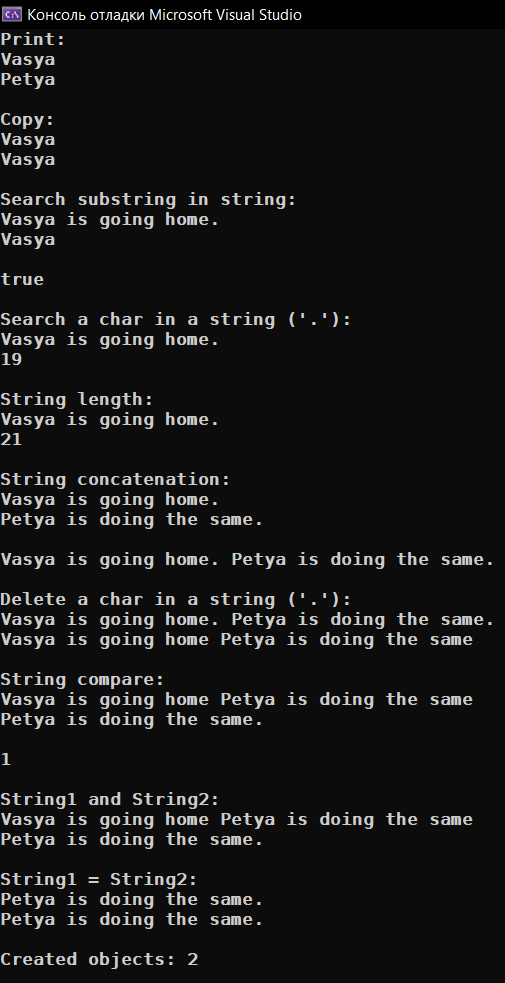 Консоль отладки Microsoft Visual Studio
Print:
Vasya
Petya
Copy:
Vasya
Vasya
Search substring in string:
Vasya is going home.
Vasya
true
Search a char in a string ('.'):
Vasya is going home.
19
String length:
Vasya is going home.
21
String concatenation:
Vasya is going home.
Petya is doing the same.
Vasya is going home. Petya is doing the same.
Delete a char in a string ('.'):
Vasya is going home. Petya is doing the same.
Vasya is going home Petya is doing the same
String compare:
Vasya is going home Petya is doing the same
Petya is doing the same.
1
String1 and String2:
Vasya is going home Petya is doing the same
Petya is doing the same.
String1 = String2:
Petya is doing the same.
Petya is doing the same.
Created objects: 2